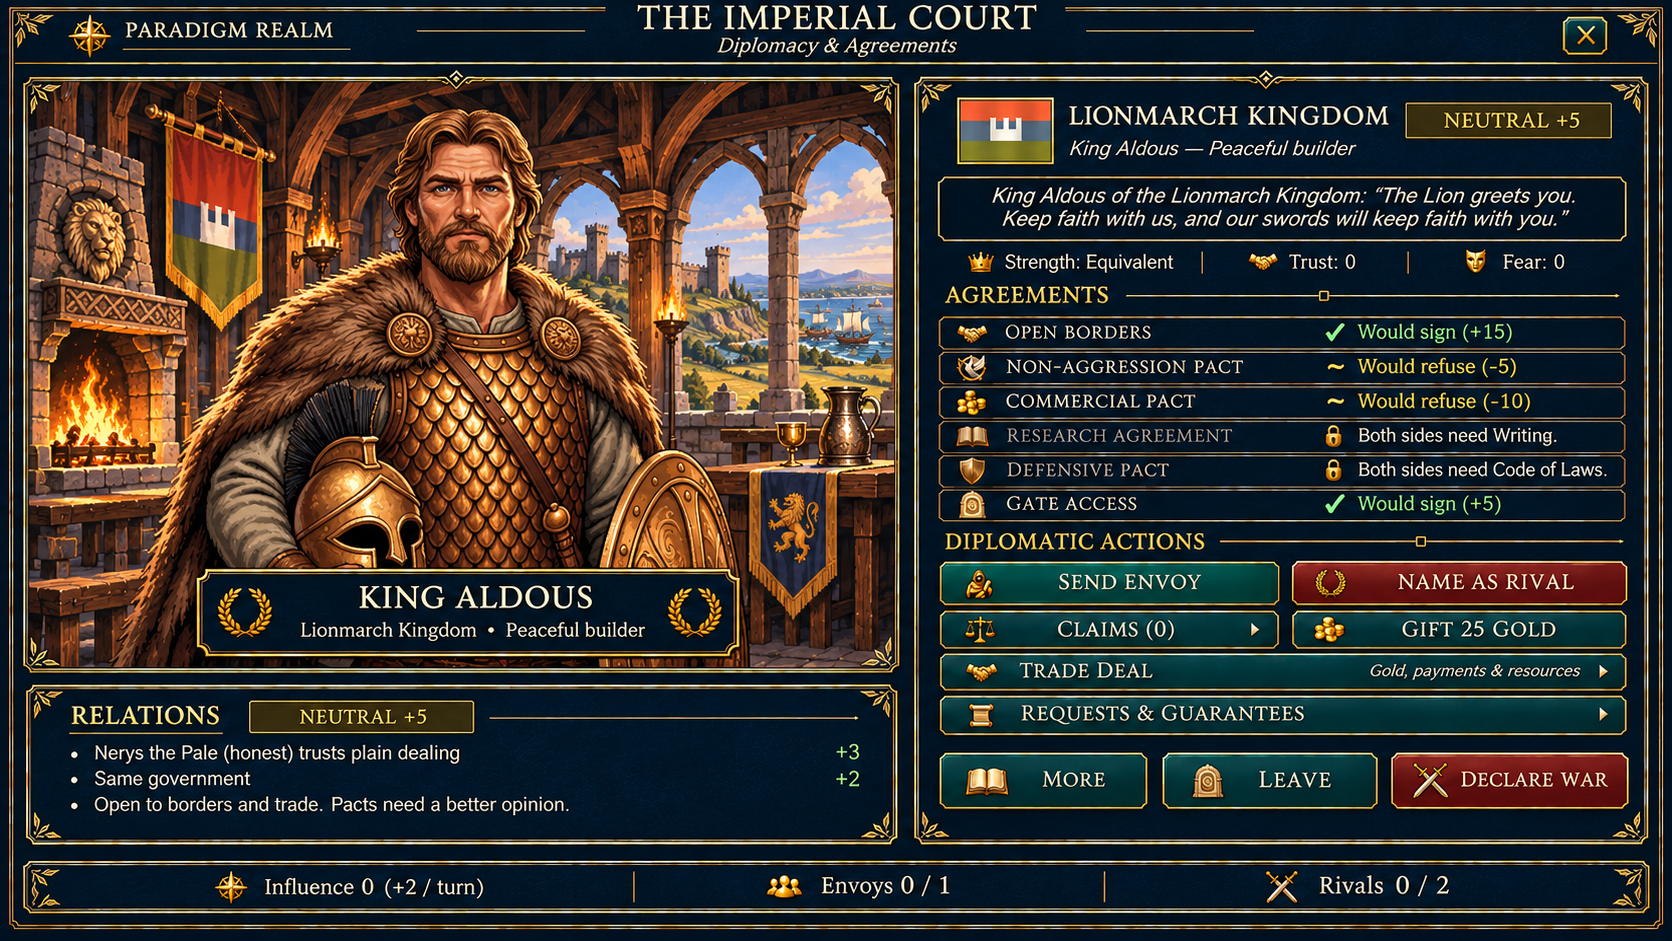 PARADIGM REALM
THE IMPERIAL COURT
Diplomacy & Agreements
KING ALDOUS
Lionmarch Kingdom • Peaceful builder
RELATIONS
NEUTRAL +5
• Nerys the Pale (honest) trusts plain dealing +3
• Same government +2
• Open to borders and trade. Pacts need a better opinion.
LIONMARCH KINGDOM
NEUTRAL +5
King Aldous — Peaceful builder
King Aldous of the Lionmarch Kingdom: “The Lion greets you.
Keep faith with us, and our swords will keep faith with you.”
Strength: Equivalent
Trust: 0
Fear: 0
AGREEMENTS
OPEN BORDERS ✓ Would sign (+15)
NON-AGGRESSION PACT ~ Would refuse (-5)
COMMERCIAL PACT ~ Would refuse (-10)
RESEARCH AGREEMENT Both sides need Writing.
DEFENSIVE PACT Both sides need Code of Laws.
GATE ACCESS ✓ Would sign (+5)
DIPLOMATIC ACTIONS
SEND ENVOY
NAME AS RIVAL
CLAIMS (0)
GIFT 25 GOLD
TRADE DEAL Gold, payments & resources
REQUESTS & GUARANTEES
MORE
LEAVE
DECLARE WAR
Influence 0 (+2 / turn)
Envoys 0 / 1
Rivals 0 / 2